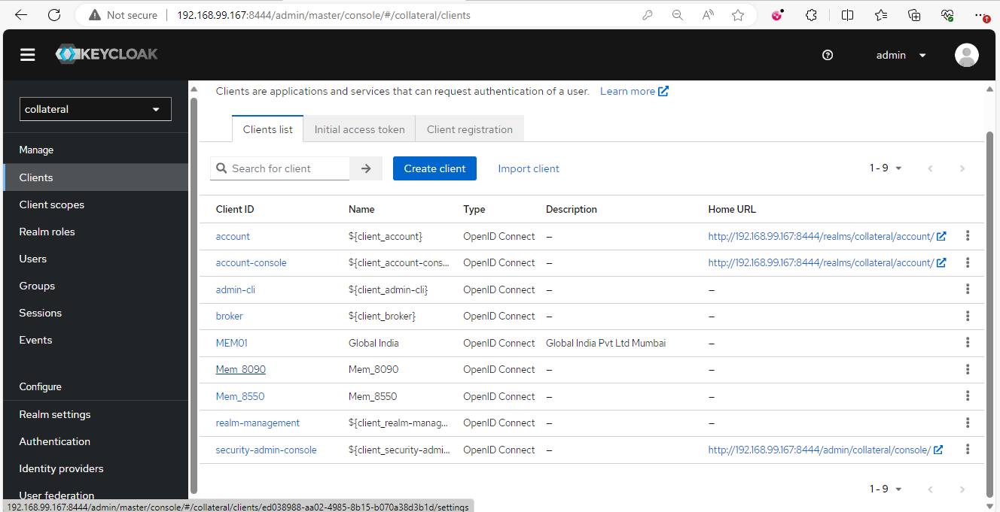 Not secure 192.168.99.167:8444/admin/master/console/#/collateral/clients
KEYCLOAK
admin
collateral
Manage
Clients
Client scopes
Realm roles
Users
Groups
Sessions
Events
Configure
Realm settings
Authentication
Identity providers
User federation
Clients are applications and services that can request authentication of a user. Learn more
Clients list Initial access token Client registration
Search for client Create client Import client 1 - 9
Client ID Name Type Description Home URL
account ${client_account} OpenID Connect – http://192.168.99.167:8444/realms/collateral/account/
account-console ${client_account-cons... OpenID Connect – http://192.168.99.167:8444/realms/collateral/account/
admin-cli ${client_admin-cli} OpenID Connect – –
broker ${client_broker} OpenID Connect – –
MEM01 Global India OpenID Connect Global India Pvt Ltd Mumbai –
Mem_8090 Mem_8090 OpenID Connect – –
Mem_8550 Mem_8550 OpenID Connect – –
realm-management ${client_realm-manag... OpenID Connect – –
security-admin-console ${client_security-admi... OpenID Connect – http://192.168.99.167:8444/admin/collateral/console/
1 - 9
192.168.99.167:8444/admin/master/console/#/collateral/clients/ed038988-aa02-4985-8b15-b070a38d3b1d/settings